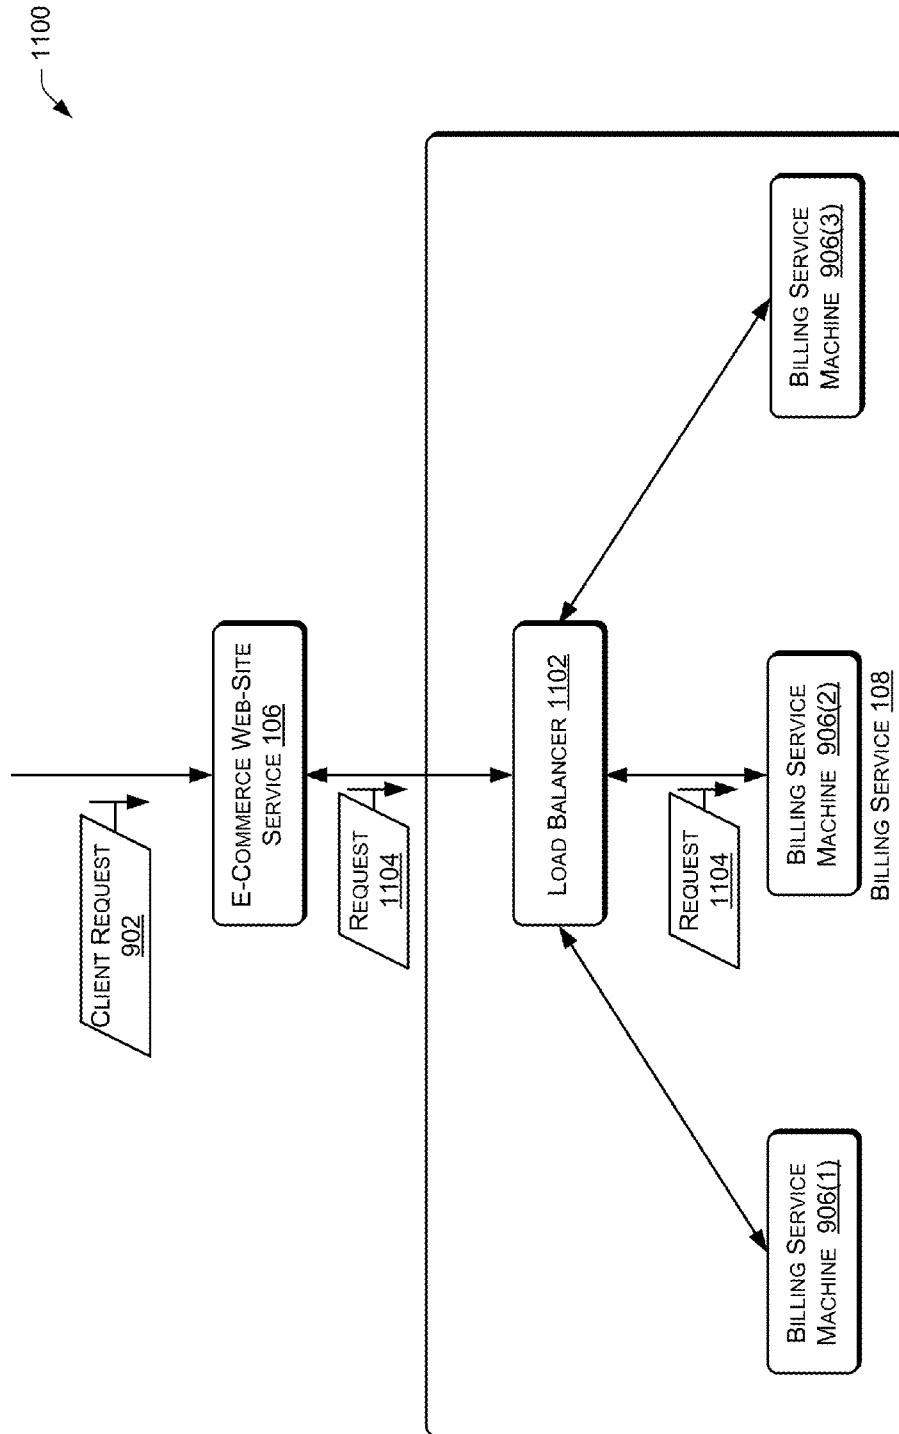 1100
CLIENT REQUEST
902
E-COMMERCE WEB-SITE
SERVICE 106
REQUEST
1104
LOAD BALANCER 1102
REQUEST
1104
BILLING SERVICE
MACHINE 906(1)
BILLING SERVICE
MACHINE 906(2)
BILLING SERVICE
MACHINE 906(3)
BILLING SERVICE 108